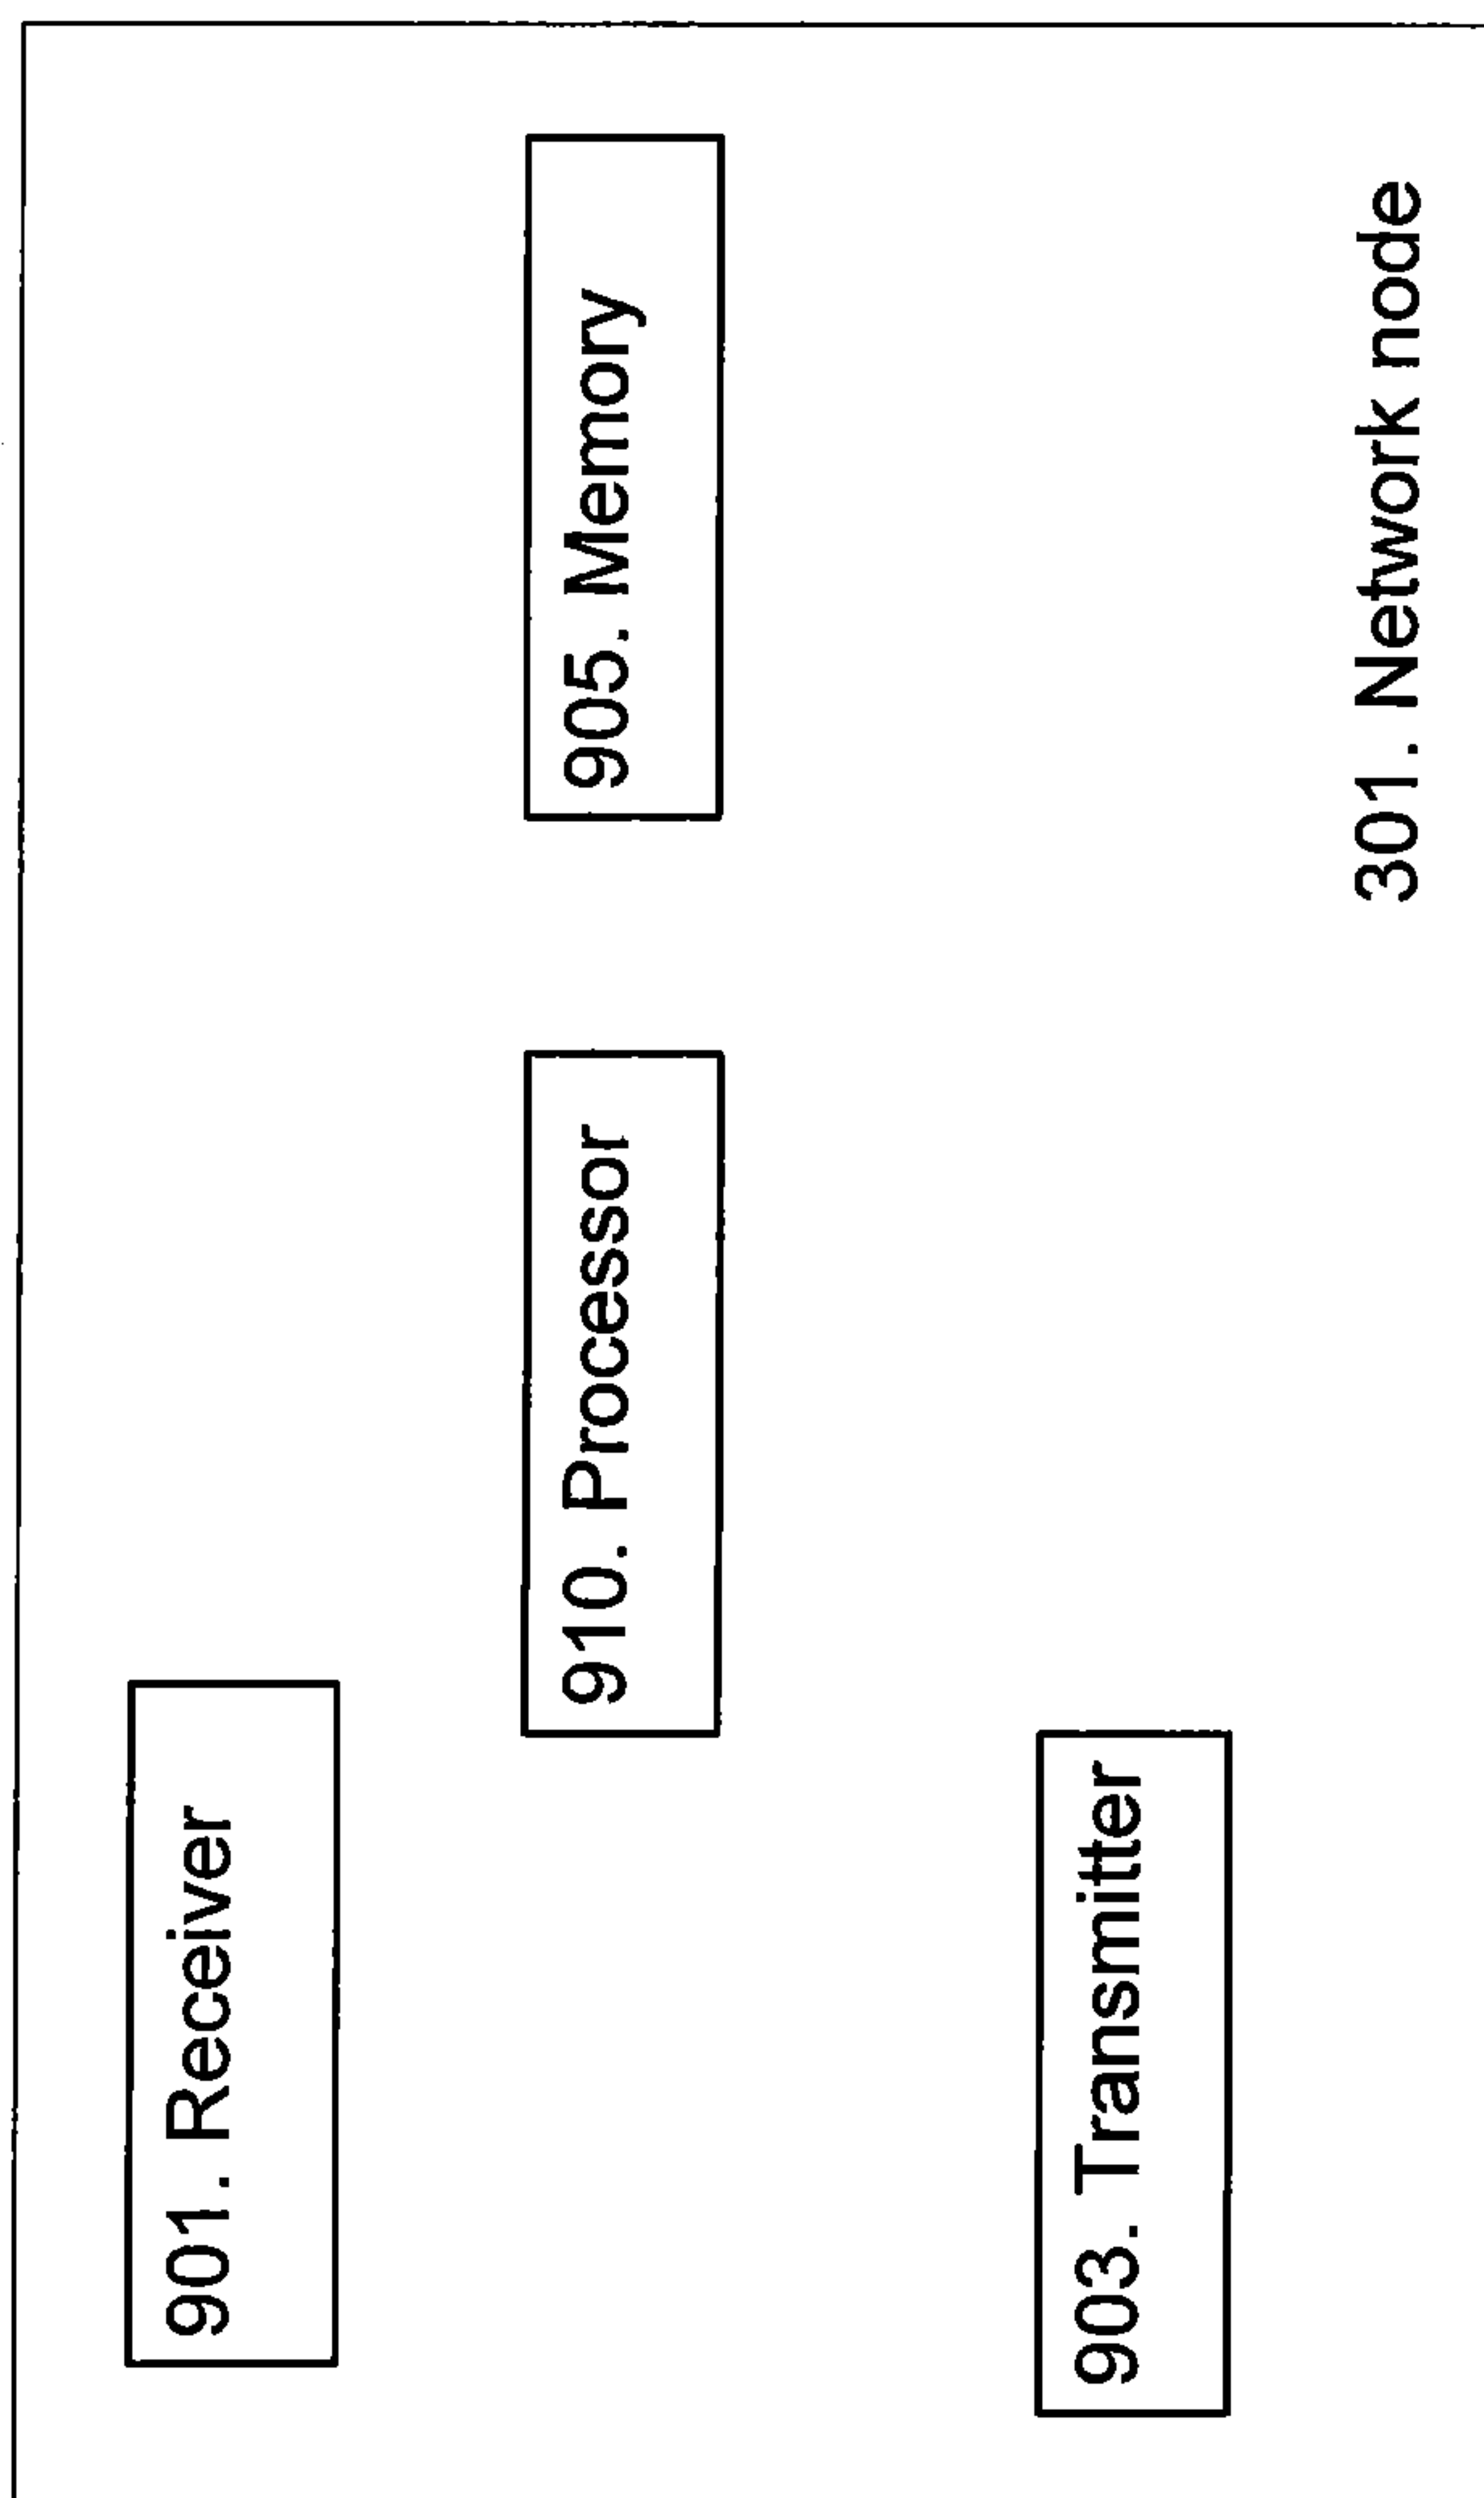 901. Receiver
910. Processor
905. Memory
903. Transmitter
301. Network node